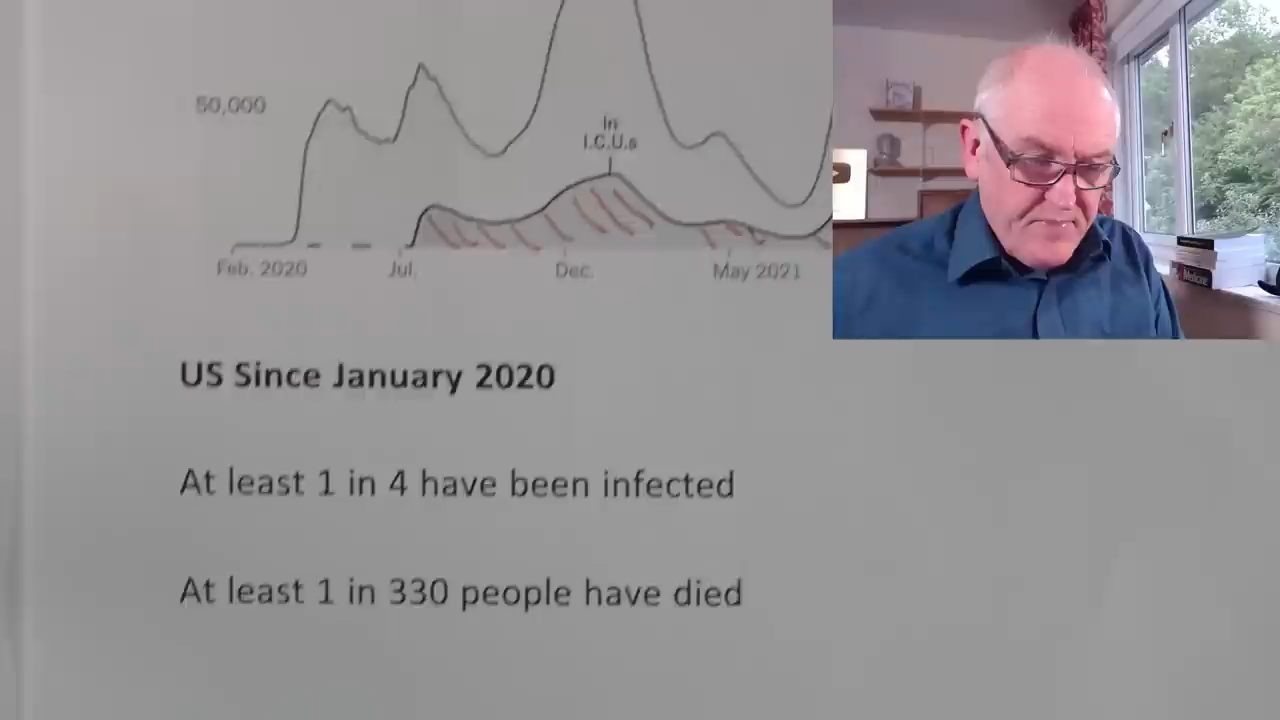 50,000
In
I.C.U.s
Feb. 2020
Jul.
Dec.
May 2021
US Since January 2020
At least 1 in 4 have been infected
At least 1 in 330 people have died
Medicine